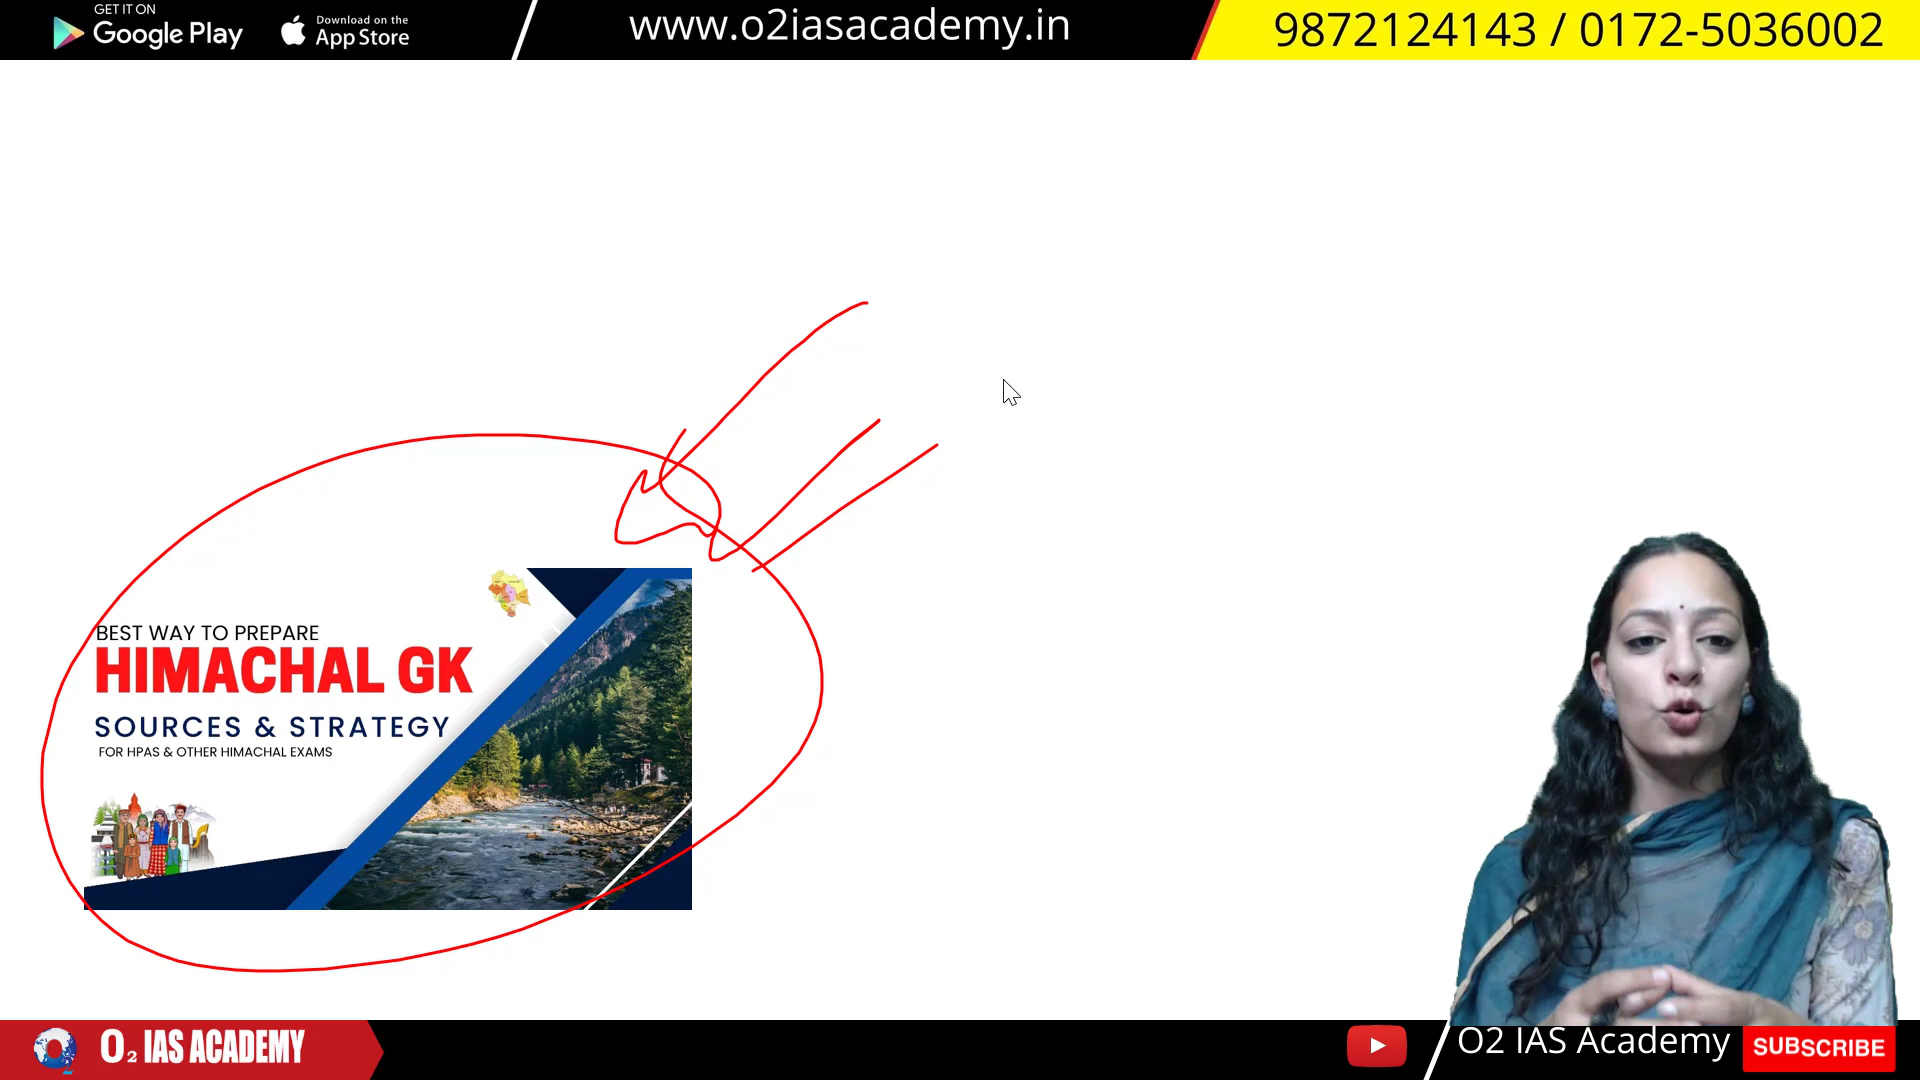 GET IT ON
Google Play
Download on the
App Store
www.o2iasacademy.in
9872124143 / 0172-5036002
BEST WAY TO PREPARE
HIMACHAL GK
SOURCES & STRATEGY
FOR HPAS & OTHER HIMACHAL EXAMS
O₂ IAS ACADEMY
O2 IAS Academy
SUBSCRIBE